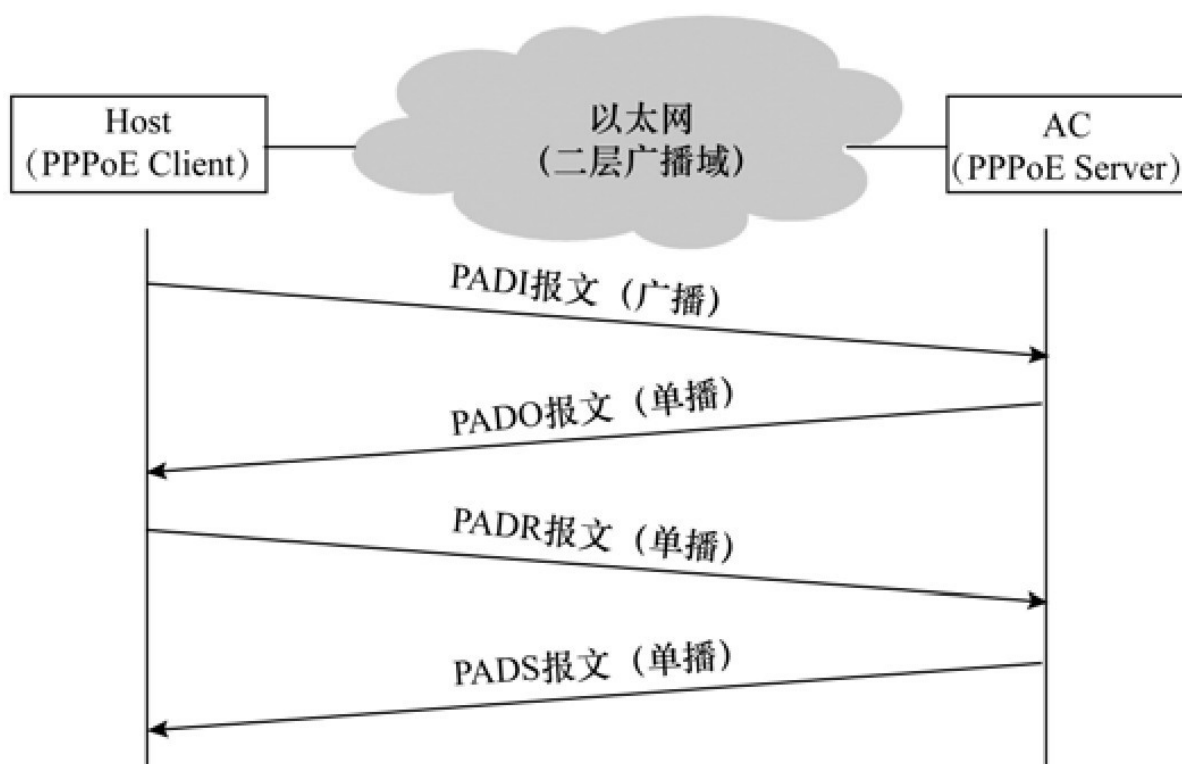 Host
（PPPoE Client）
以太网
（二层广播域）
AC
（PPPoE Server）
PADI报文（广播）
PADO报文（单播）
PADR报文（单播）
PADS报文（单播）